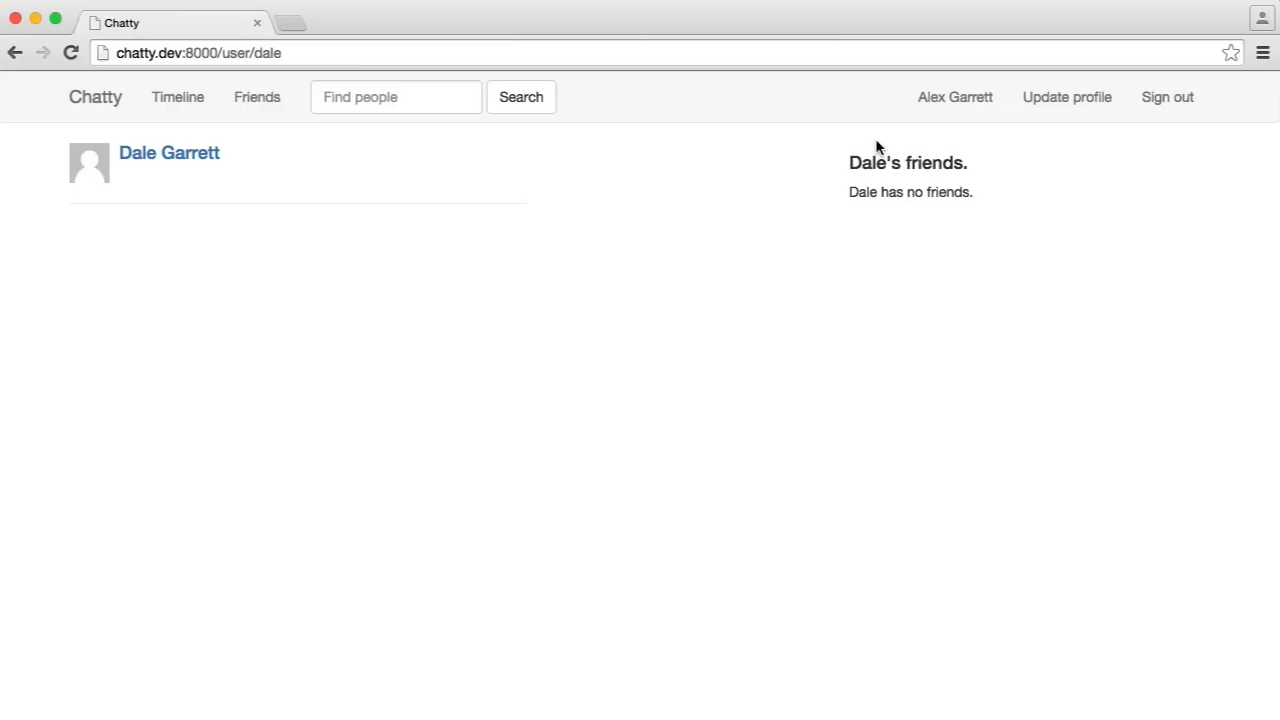 Chatty
chatty.dev:8000/user/dale
Chatty Timeline Friends Find people Search Alex Garrett Update profile Sign out
Dale Garrett
Dale's friends.
Dale has no friends.